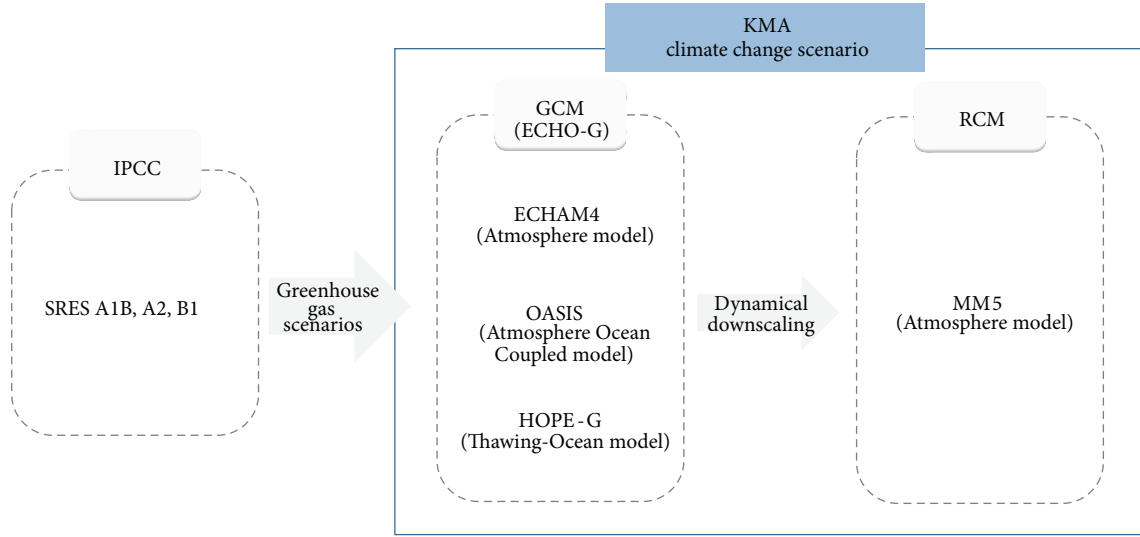 KMA
climate change scenario
IPCC
SRES A1B, A2, B1
Greenhouse
gas
scenarios
GCM
(ECHO-G)
ECHAM4
(Atmosphere model)
OASIS
(Atmosphere Ocean
Coupled model)
HOPE-G
(Thawing-Ocean model)
Dynamical
downscaling
RCM
MM5
(Atmosphere model)